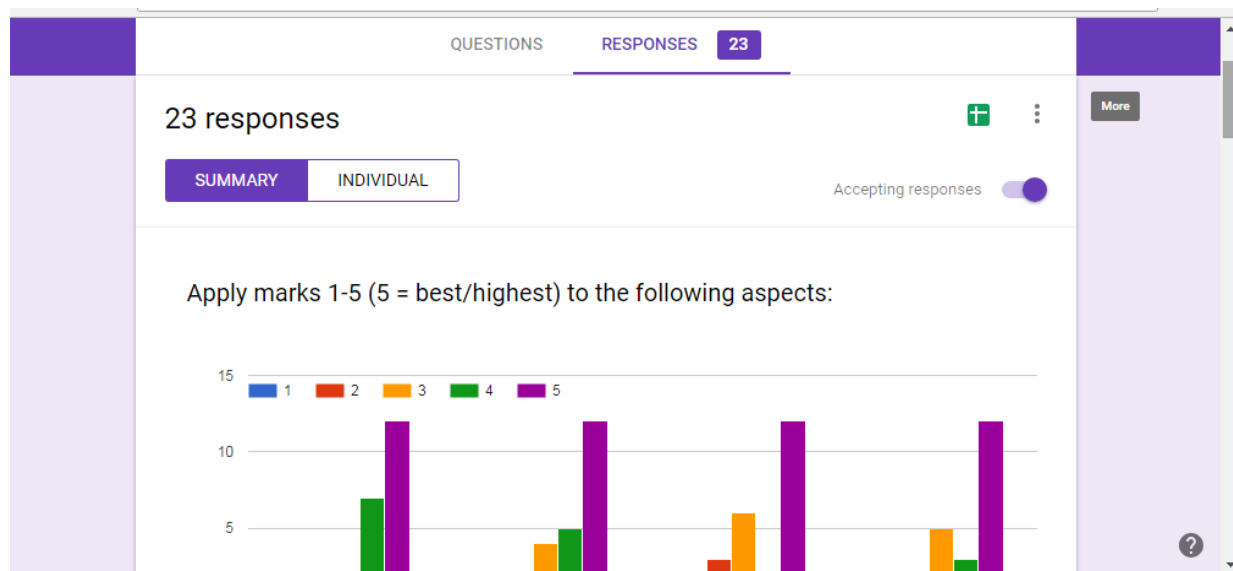 QUESTIONS RESPONSES 23
23 responses
More
SUMMARY INDIVIDUAL
Accepting responses
Apply marks 1-5 (5 = best/highest) to the following aspects:
15
1 2 3 4 5
10
5
?